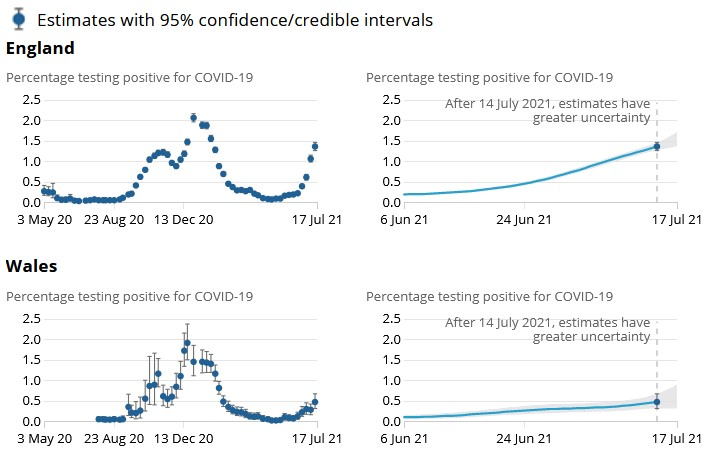 Estimates with 95% confidence/credible intervals
England
Percentage testing positive for COVID-19
2.5
2.0
1.5
1.0
0.5
0.0
3 May 20 23 Aug 20 13 Dec 20 17 Jul 21
Percentage testing positive for COVID-19
After 14 July 2021, estimates have
greater uncertainty
2.5
2.0
1.5
1.0
0.5
0.0
6 Jun 21 24 Jun 21 17 Jul 21
Wales
Percentage testing positive for COVID-19
2.5
2.0
1.5
1.0
0.5
0.0
3 May 20 23 Aug 20 13 Dec 20 17 Jul 21
Percentage testing positive for COVID-19
After 14 July 2021, estimates have
greater uncertainty
2.5
2.0
1.5
1.0
0.5
0.0
6 Jun 21 24 Jun 21 17 Jul 21